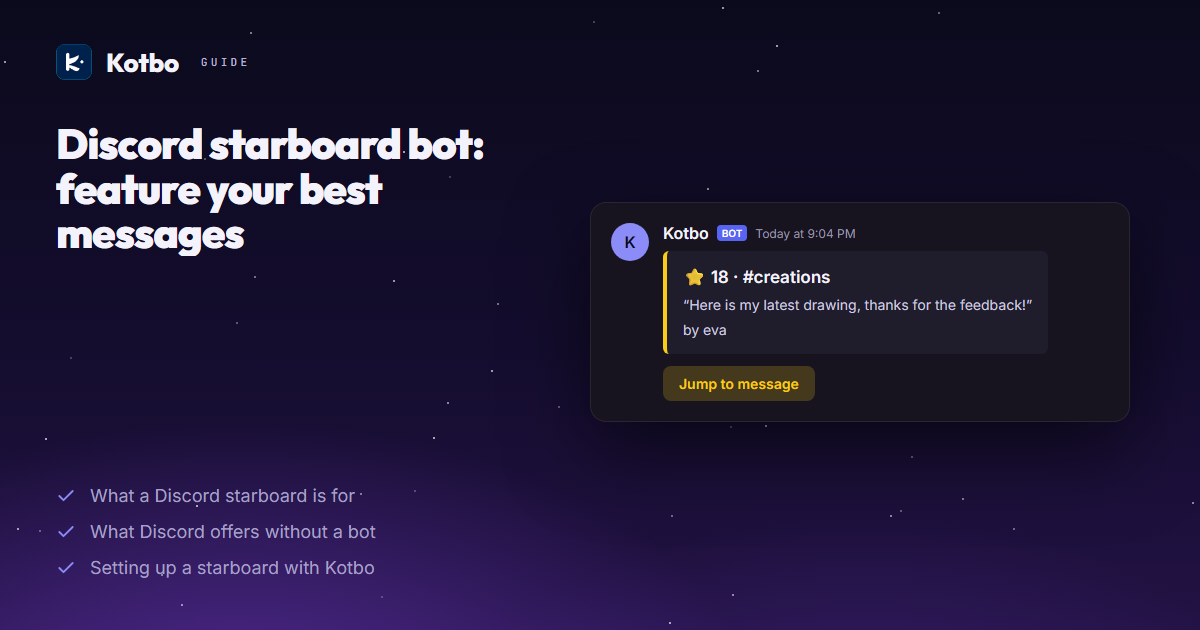 Kotbo GUIDE
Discord starboard bot:
feature your best
messages
K
Kotbo BOT Today at 9:04 PM
⭐ 18 · #creations
“Here is my latest drawing, thanks for the feedback!”
by eva
Jump to message
What a Discord starboard is for
What Discord offers without a bot
Setting up a starboard with Kotbo